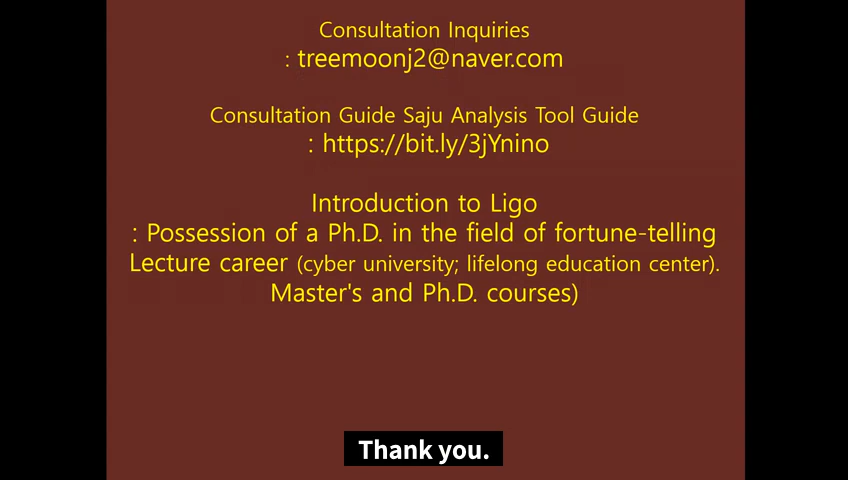 Consultation Inquiries
: treemoonj2@naver.com
Consultation Guide Saju Analysis Tool Guide
: https://bit.ly/3jYnino
Introduction to Ligo
: Possession of a Ph.D. in the field of fortune-telling
Lecture career (cyber university; lifelong education center).
Master's and Ph.D. courses)
Thank you.